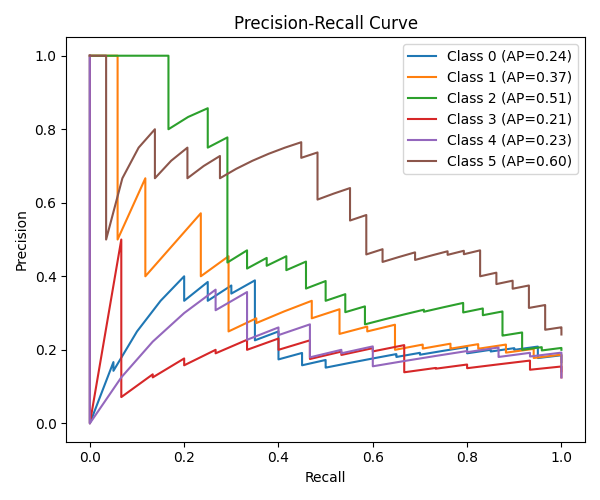 Precision-Recall Curve
Class 0 (AP=0.24)
Class 1 (AP=0.37)
Class 2 (AP=0.51)
Class 3 (AP=0.21)
Class 4 (AP=0.23)
Class 5 (AP=0.60)
Precision
1.0
0.8
0.6
0.4
0.2
0.0
0.0 0.2 0.4 0.6 0.8 1.0
Recall